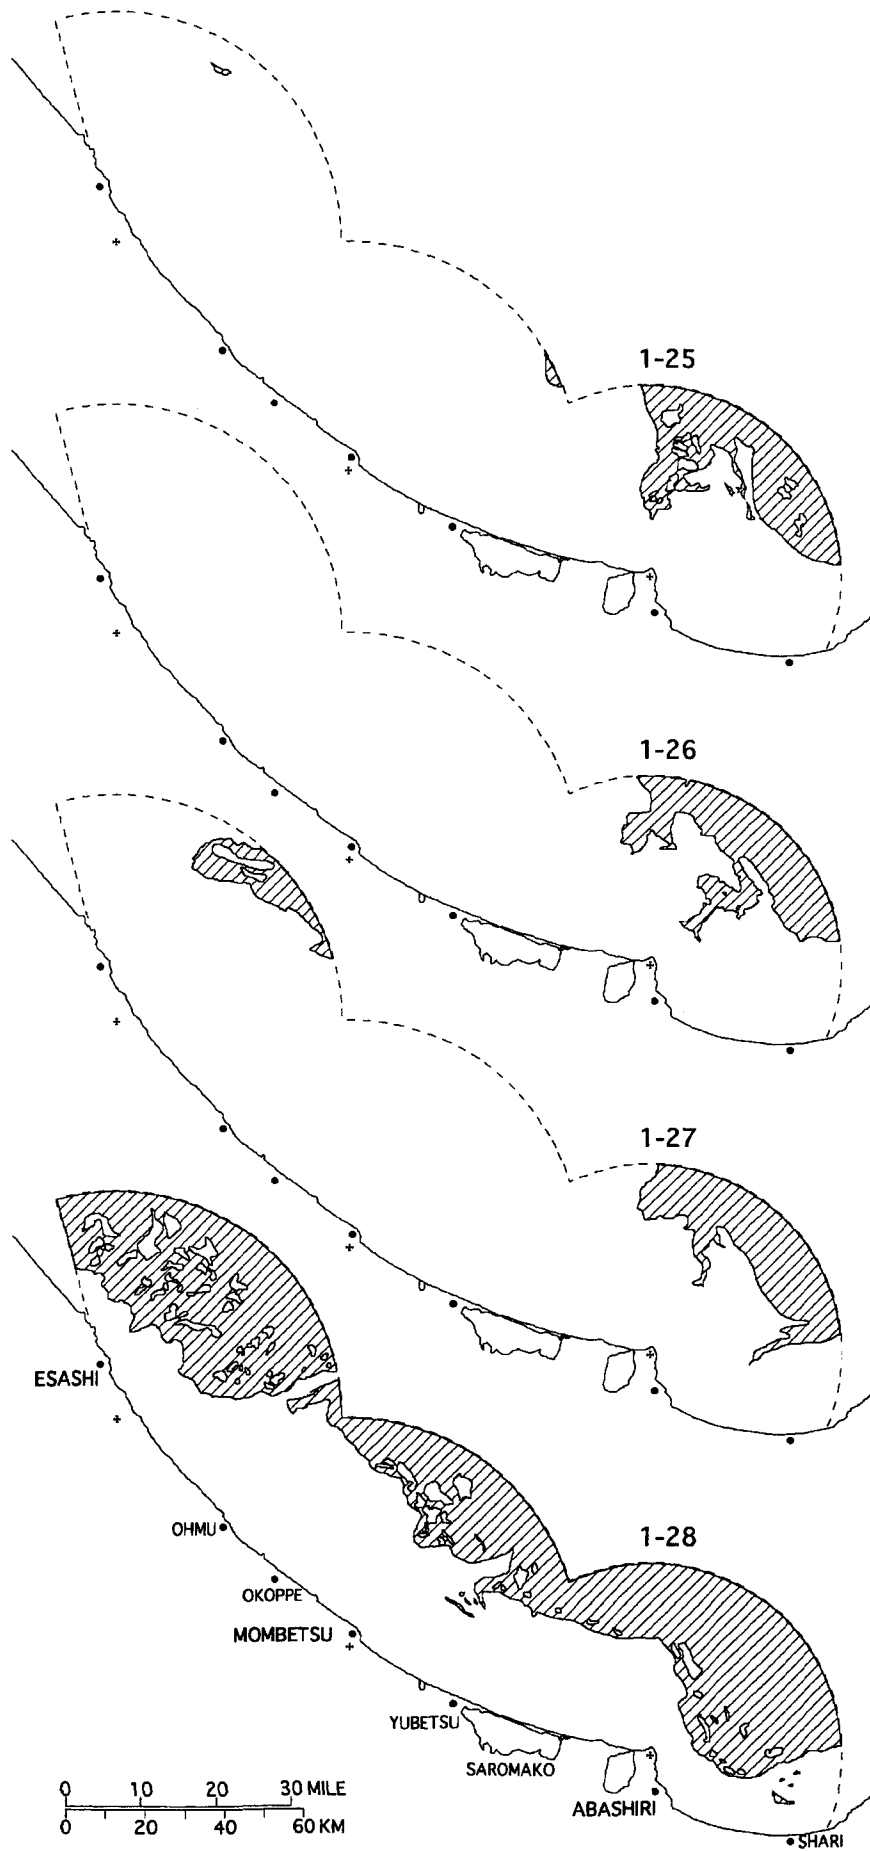 1-25
1-26
1-27
1-28
ESASHI
OHMU
OKOPPE
MOMBETSU
YUBETSU
SAROMAKO
ABASHIRI
SHARI
0 10 20 30 MILE
0 20 40 60 KM